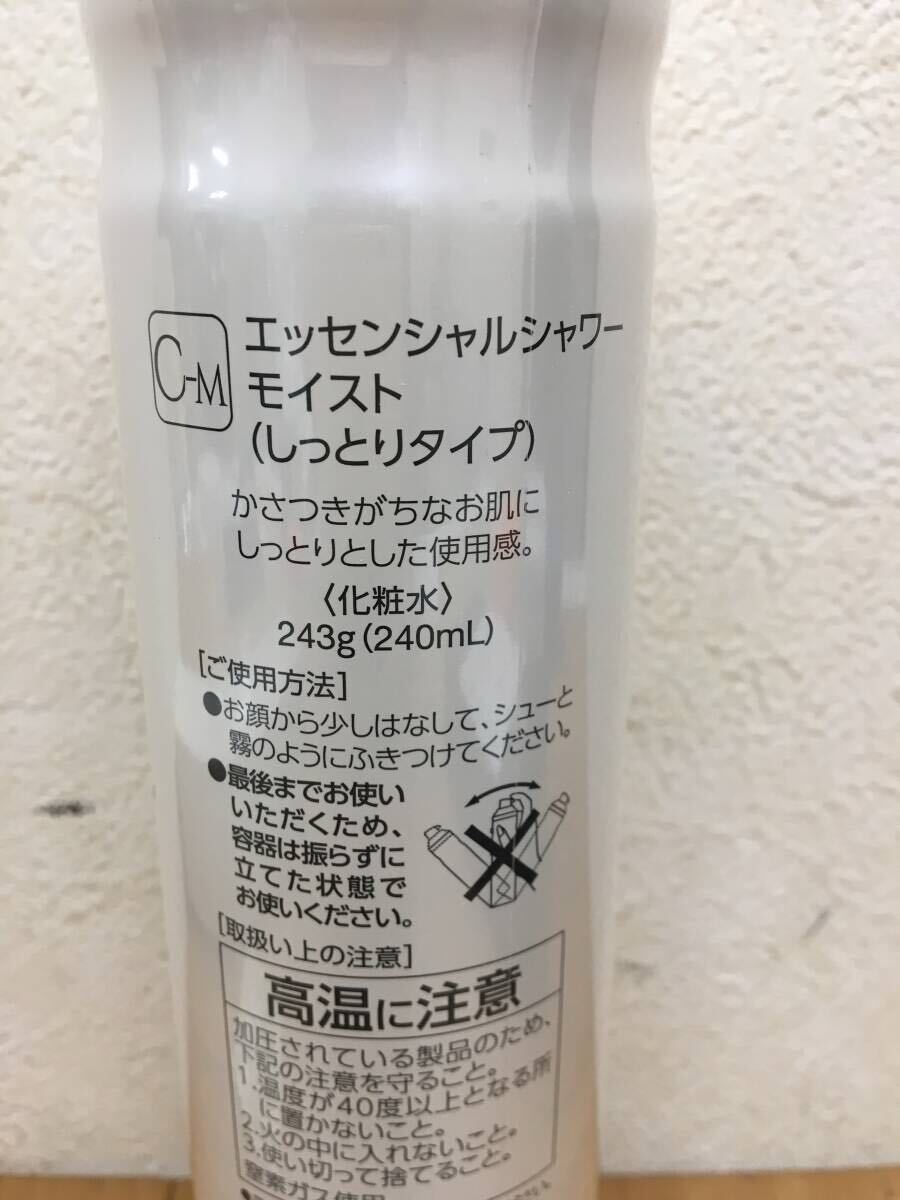 C-M
エッセンシャルシャワー
モイスト
(しっとりタイプ)
かさつきがちなお肌に
しっとりとした使用感。
〈化粧水〉
243g(240mL)
[ご使用方法]
●お顔から少しはなして、シューと
霧のようにふきつけてください。
●最後までお使い
いただくため、
容器は振らずに
立てた状態で
お使いください。
[取扱い上の注意]
高温に注意
加圧されている製品のため、
下記の注意を守ること。
1.温度が40度以上となる所
に置かないこと。
2.火の中に入れないこと。
3.使い切って捨てること。
窒素ガス使用